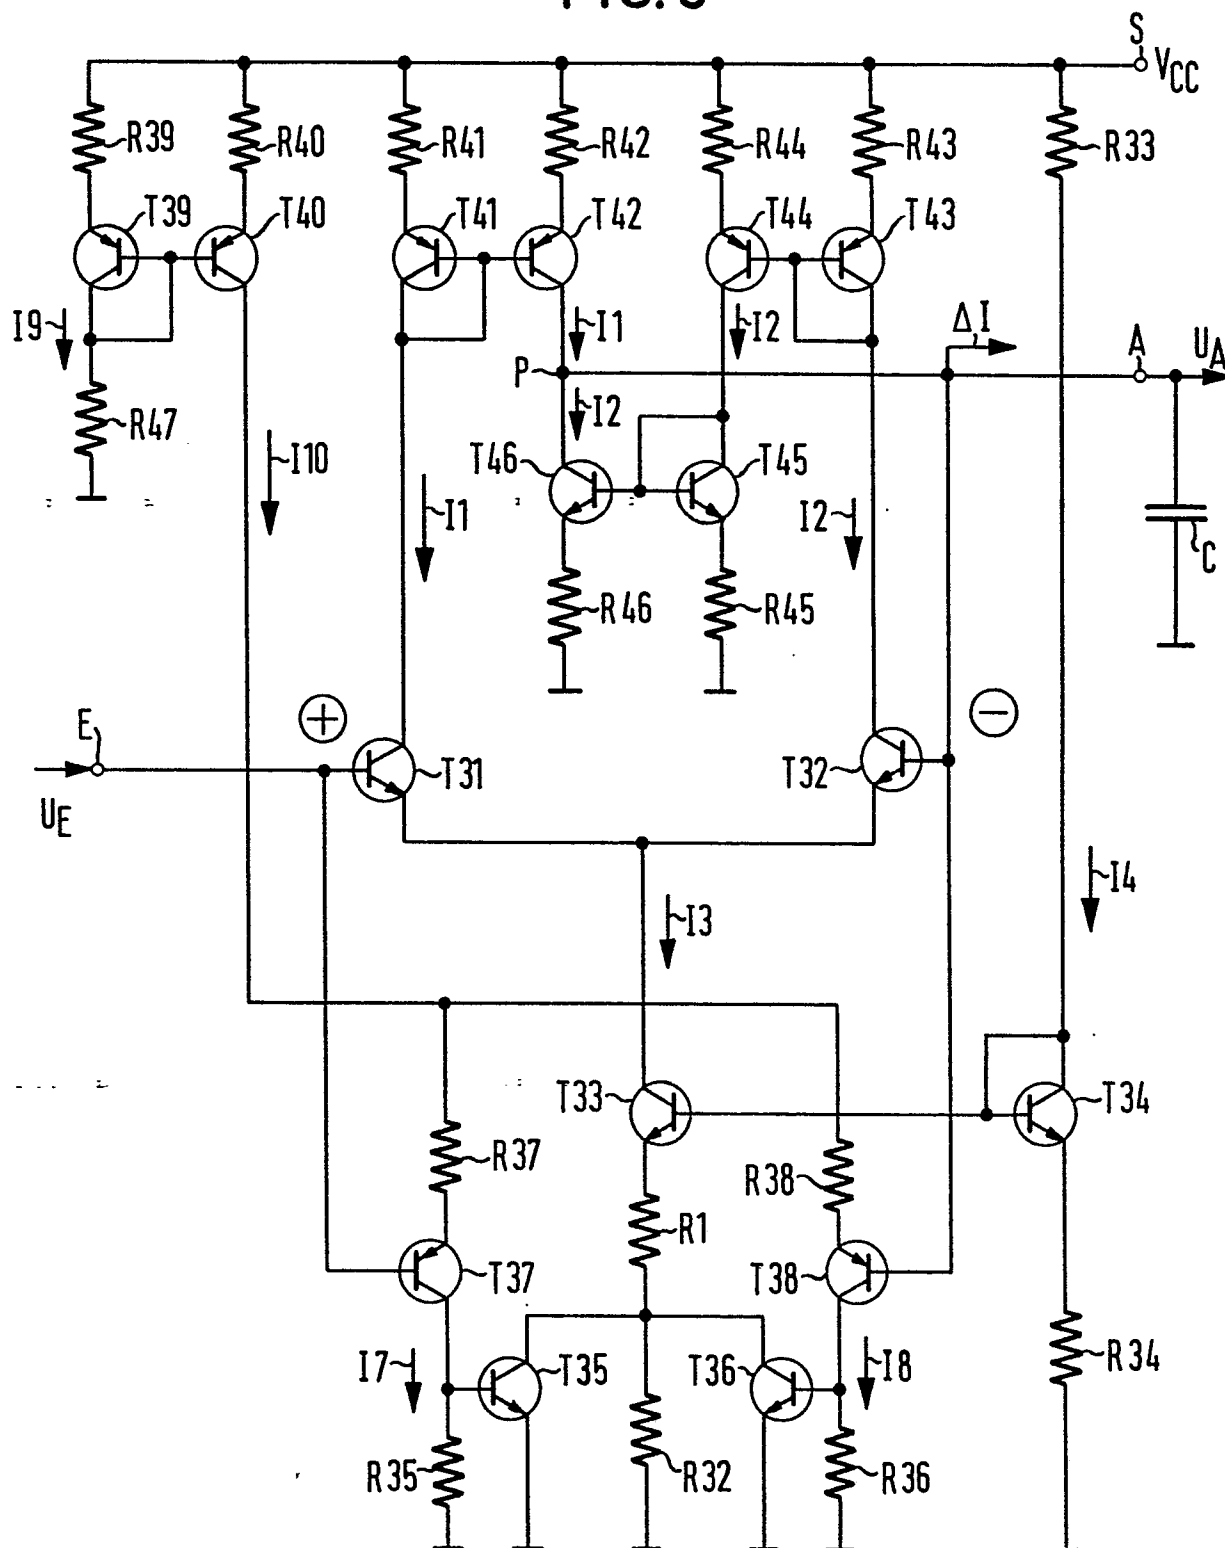 S
VCC
R39
R40
R41
R42
R44
R43
R33
T39
T40
T41
T42
T44
T43
I9
I1
I2
ΔI
A
UA
P
R47
I10
I2
T46
T45
I1
I2
C
R46
R45
E
+
−
T31
T32
UE
I4
I3
T33
T34
R37
R38
R1
T37
T38
I7
T35
T36
I8
R34
R35
R32
R36